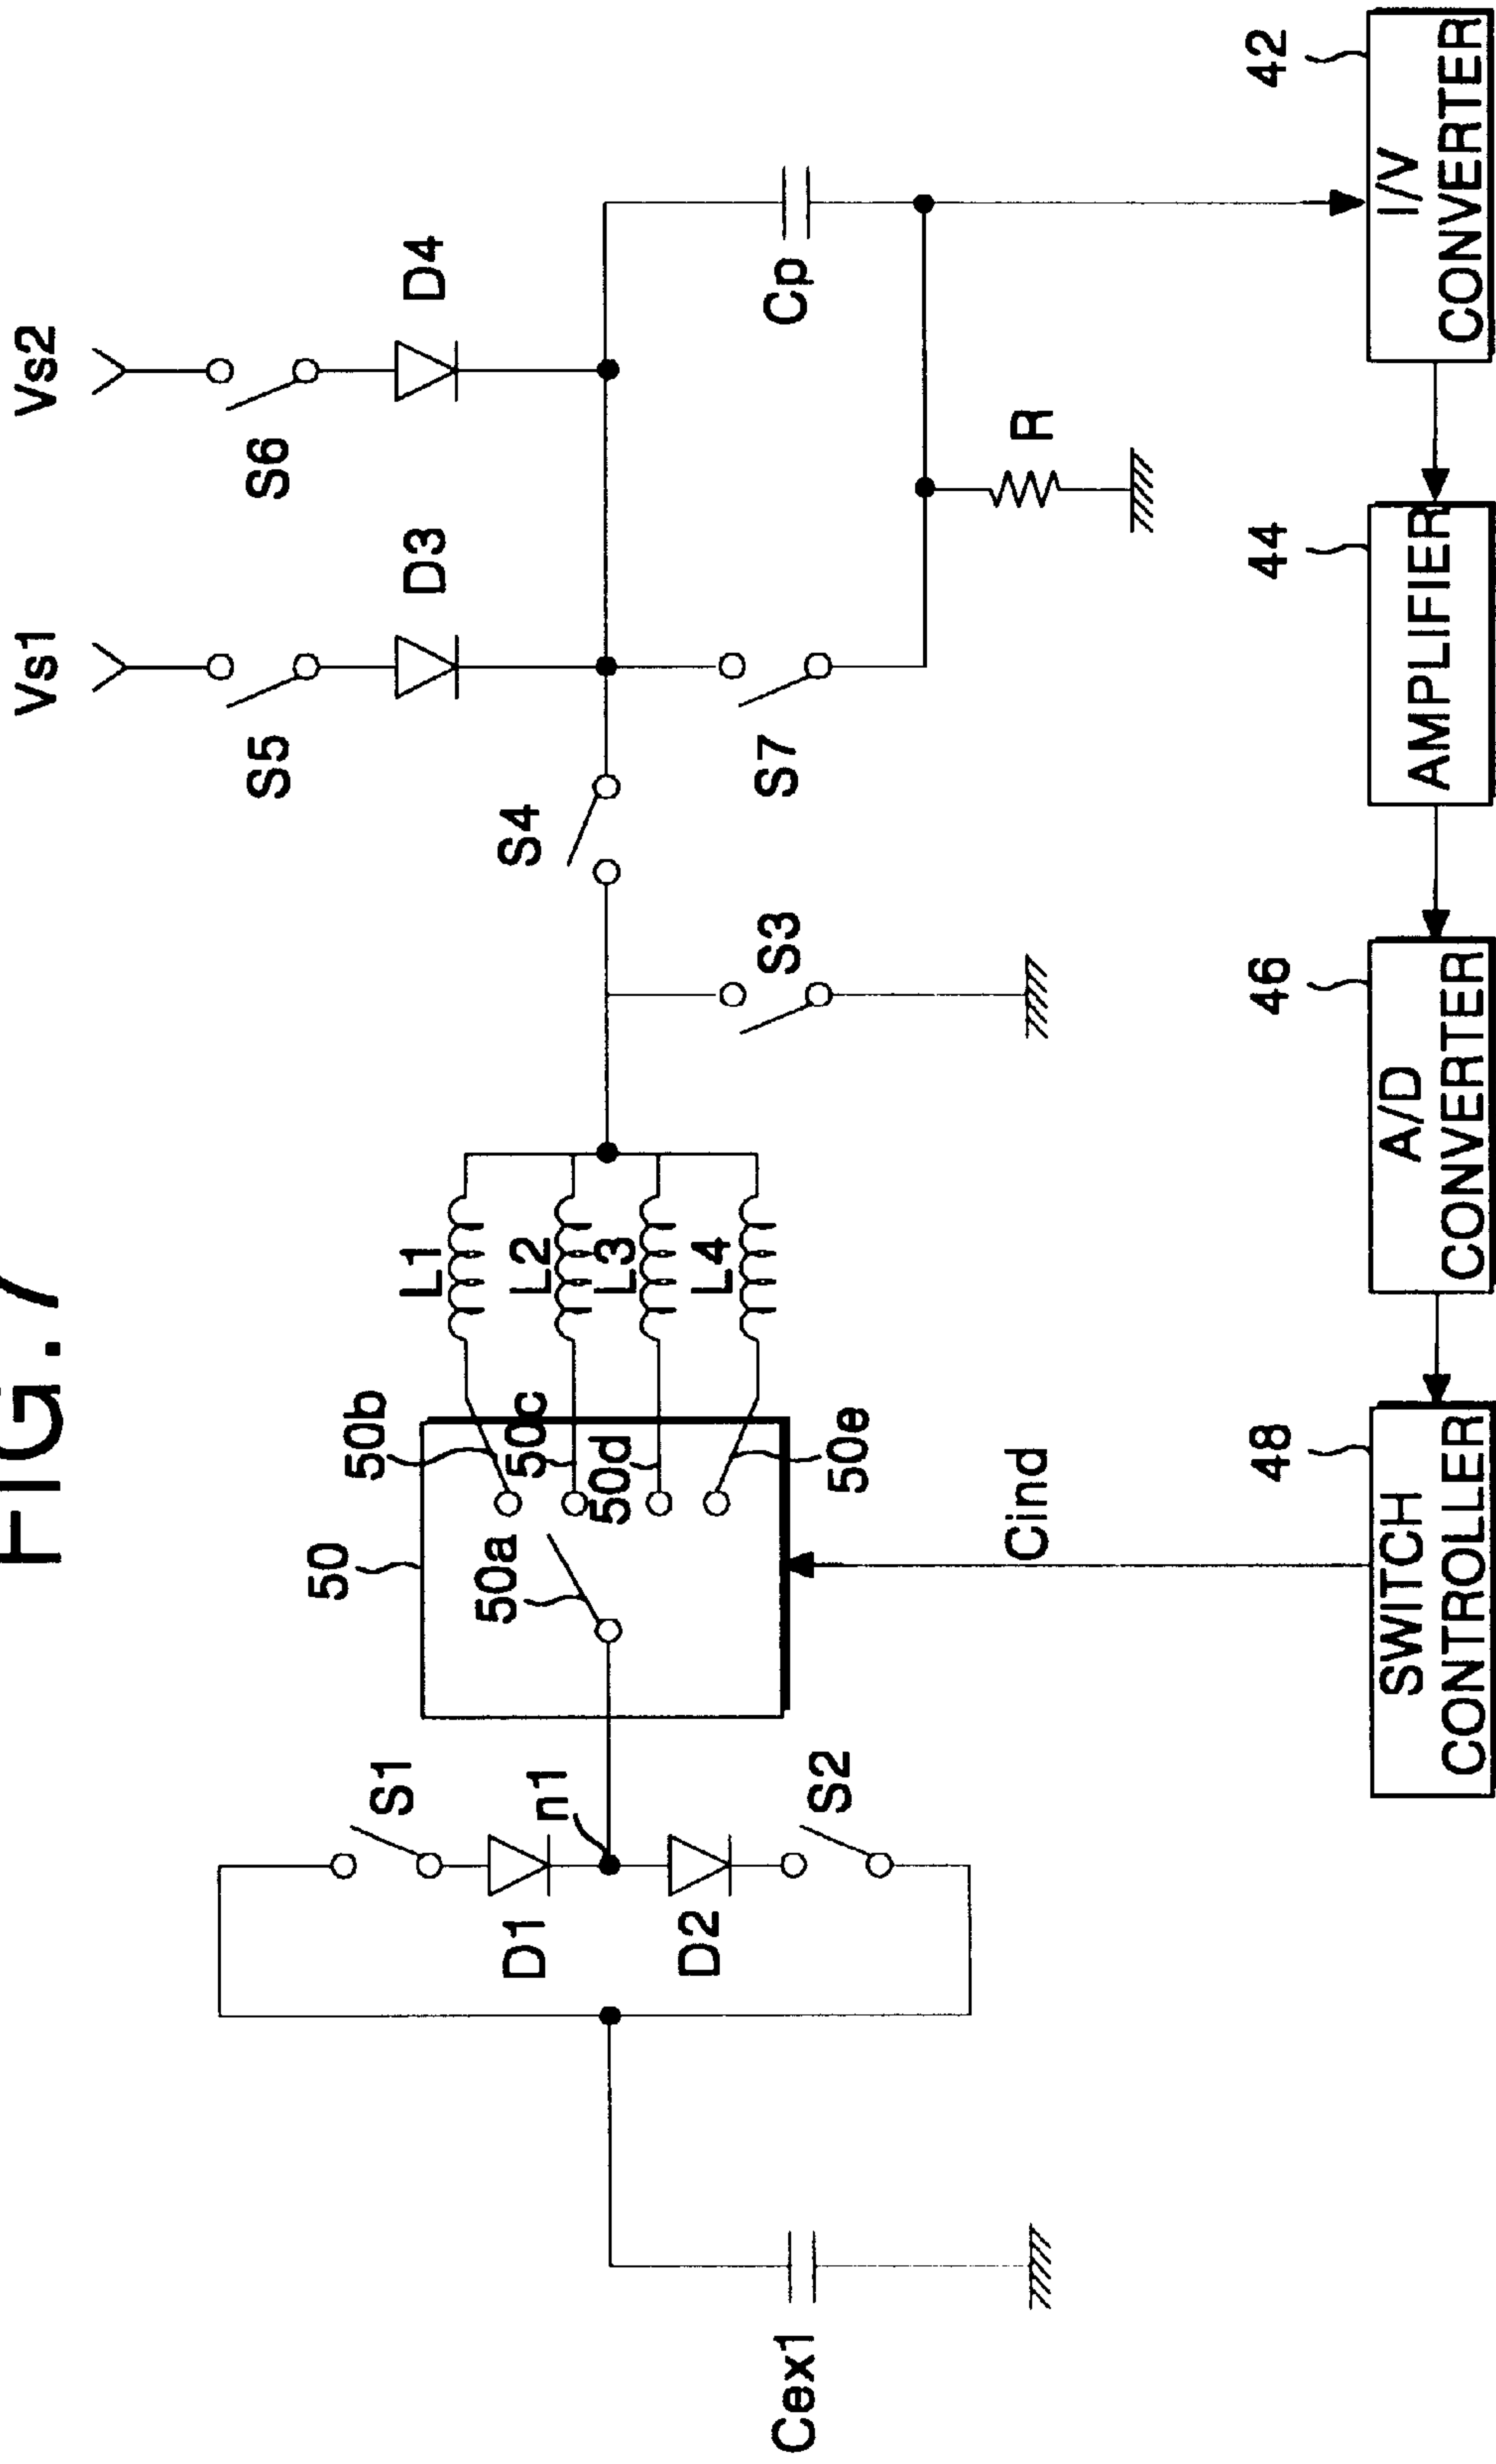 FIG.7
Vs1
Vs2
S5
S6
D3
D4
S4
S7
S3
Cp
R
L1
L2
L3
L4
50
50a
50b
50c
50d
50e
S1
D1
n1
D2
S2
Cex1
Cind
42
I/V
CONVERTER
44
AMPLIFIER
46
A/D
CONVERTER
48
SWITCH
CONTROLLER